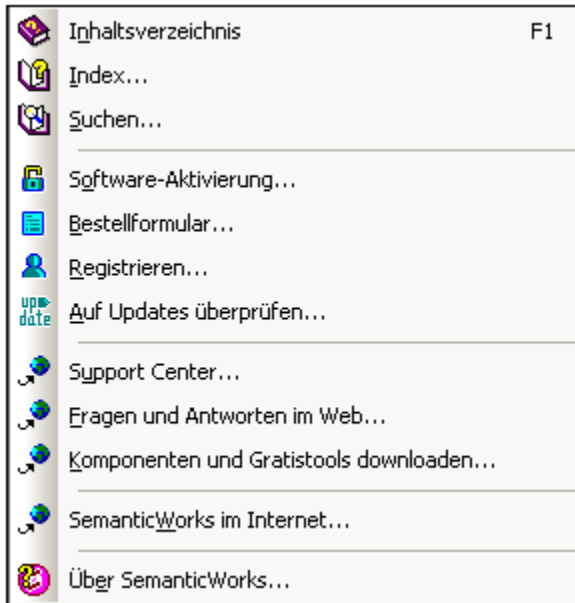 Inhaltsverzeichnis F1
Index...
Suchen...
Software-Aktivierung...
Bestellformular...
Registrieren...
up date Auf Updates überprüfen...
Support Center...
Fragen und Antworten im Web...
Komponenten und Gratistools downloaden...
SemanticWorks im Internet...
Über SemanticWorks...